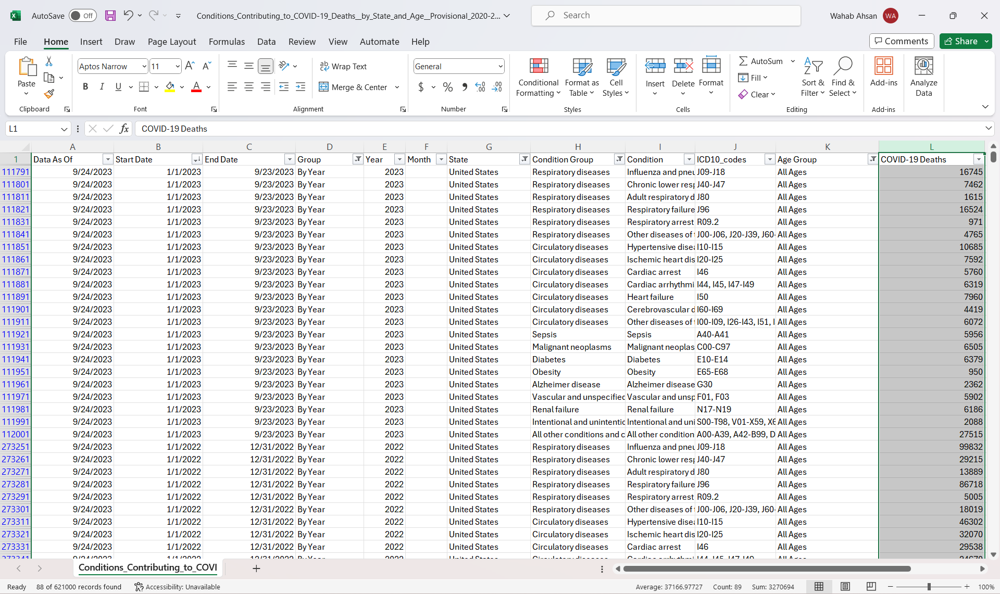 AutoSave Off Conditions_Contributing_to_COVID-19_Deaths__by_State_and_Age__Provisional_2020-2... Search Wahab Ahsan WA
File Home Insert Draw Page Layout Formulas Data Review View Automate Help Comments Share
Paste Aptos Narrow 11 Wrap Text General Conditional Formatting Format as Table Cell Styles Insert Delete Format AutoSum Fill Clear Sort & Filter Find & Select Add-ins Analyze Data
B I U A Merge & Center $ %
Clipboard Font Alignment Number Styles Cells Editing Add-ins
L1 fx COVID-19 Deaths
A B C D E F G H I J K L
1 Data As Of Start Date End Date Group Year Month State Condition Group Condition ICD10_codes Age Group COVID-19 Deaths
111791 9/24/2023 1/1/2023 9/23/2023 By Year 2023 United States Respiratory diseases Influenza and pneu J09-J18 All Ages 16745
111801 9/24/2023 1/1/2023 9/23/2023 By Year 2023 United States Respiratory diseases Chronic lower resp J40-J47 All Ages 7462
111811 9/24/2023 1/1/2023 9/23/2023 By Year 2023 United States Respiratory diseases Adult respiratory d J80 All Ages 1615
111821 9/24/2023 1/1/2023 9/23/2023 By Year 2023 United States Respiratory diseases Respiratory failure J96 All Ages 16524
111831 9/24/2023 1/1/2023 9/23/2023 By Year 2023 United States Respiratory diseases Respiratory arrest R09.2 All Ages 971
111841 9/24/2023 1/1/2023 9/23/2023 By Year 2023 United States Respiratory diseases Other diseases of t J00-J06, J20-J39, J60- All Ages 4765
111851 9/24/2023 1/1/2023 9/23/2023 By Year 2023 United States Circulatory diseases Hypertensive disea I10-I15 All Ages 10685
111861 9/24/2023 1/1/2023 9/23/2023 By Year 2023 United States Circulatory diseases Ischemic heart dis I20-I25 All Ages 7592
111871 9/24/2023 1/1/2023 9/23/2023 By Year 2023 United States Circulatory diseases Cardiac arrest I46 All Ages 5760
111881 9/24/2023 1/1/2023 9/23/2023 By Year 2023 United States Circulatory diseases Cardiac arrhythmi I44, I45, I47-I49 All Ages 6319
111891 9/24/2023 1/1/2023 9/23/2023 By Year 2023 United States Circulatory diseases Heart failure I50 All Ages 7960
111901 9/24/2023 1/1/2023 9/23/2023 By Year 2023 United States Circulatory diseases Cerebrovascular d I60-I69 All Ages 4419
111911 9/24/2023 1/1/2023 9/23/2023 By Year 2023 United States Circulatory diseases Other diseases of t I00-I09, I26-I43, I51, I All Ages 6072
111921 9/24/2023 1/1/2023 9/23/2023 By Year 2023 United States Sepsis Sepsis A40-A41 All Ages 5956
111931 9/24/2023 1/1/2023 9/23/2023 By Year 2023 United States Malignant neoplasms Malignant neoplas C00-C97 All Ages 6505
111941 9/24/2023 1/1/2023 9/23/2023 By Year 2023 United States Diabetes Diabetes E10-E14 All Ages 6379
111951 9/24/2023 1/1/2023 9/23/2023 By Year 2023 United States Obesity Obesity E65-E68 All Ages 950
111961 9/24/2023 1/1/2023 9/23/2023 By Year 2023 United States Alzheimer disease Alzheimer disease G30 All Ages 2362
111971 9/24/2023 1/1/2023 9/23/2023 By Year 2023 United States Vascular and unspecified Vascular and unsp F01, F03 All Ages 5902
111981 9/24/2023 1/1/2023 9/23/2023 By Year 2023 United States Renal failure Renal failure N17-N19 All Ages 6186
111991 9/24/2023 1/1/2023 9/23/2023 By Year 2023 United States Intentional and unintentio Intentional and uni S00-T98, V01-X59, X6 All Ages 2088
112001 9/24/2023 1/1/2023 9/23/2023 By Year 2023 United States All other conditions and c All other condition A00-A39, A42-B99, D All Ages 27515
273251 9/24/2023 1/1/2022 12/31/2022 By Year 2022 United States Respiratory diseases Influenza and pneu J09-J18 All Ages 99832
273261 9/24/2023 1/1/2022 12/31/2022 By Year 2022 United States Respiratory diseases Chronic lower resp J40-J47 All Ages 29215
273271 9/24/2023 1/1/2022 12/31/2022 By Year 2022 United States Respiratory diseases Adult respiratory d J80 All Ages 13889
273281 9/24/2023 1/1/2022 12/31/2022 By Year 2022 United States Respiratory diseases Respiratory failure J96 All Ages 86718
273291 9/24/2023 1/1/2022 12/31/2022 By Year 2022 United States Respiratory diseases Respiratory arrest R09.2 All Ages 5005
273301 9/24/2023 1/1/2022 12/31/2022 By Year 2022 United States Respiratory diseases Other diseases of t J00-J06, J20-J39, J60- All Ages 18019
273311 9/24/2023 1/1/2022 12/31/2022 By Year 2022 United States Circulatory diseases Hypertensive disea I10-I15 All Ages 46302
273321 9/24/2023 1/1/2022 12/31/2022 By Year 2022 United States Circulatory diseases Ischemic heart dis I20-I25 All Ages 32070
273331 9/24/2023 1/1/2022 12/31/2022 By Year 2022 United States Circulatory diseases Cardiac arrest I46 All Ages 29538
Conditions_Contributing_to_COVI
Ready 88 of 621000 records found Accessibility: Unavailable Average: 37166.97727 Count: 89 Sum: 3270694 100%